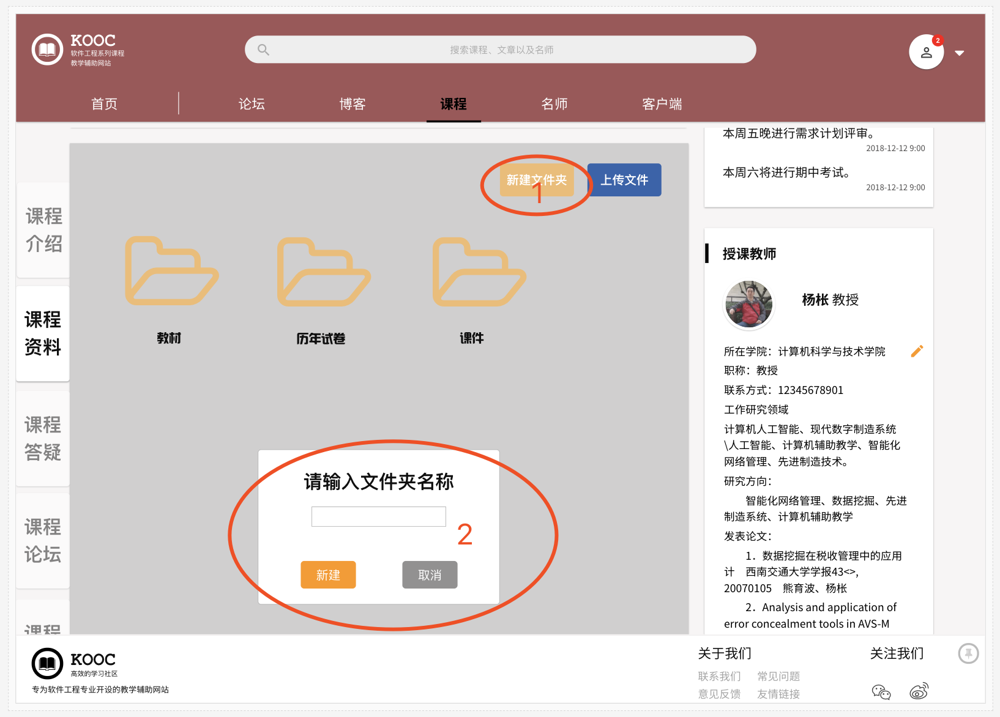 KOOC
软件工程系列课程
教学辅助网站
搜索课程、文章以及名师
2
首页
论坛
博客
课程
名师
客户端
课程
介绍
课程
资料
课程
答疑
课程
论坛
课程
新建文件夹
1
上传文件
教材
历年试卷
课件
请输入文件夹名称
2
新建
取消
本周五晚进行需求计划评审。
2018-12-12 9:00
本周六将进行期中考试。
2018-12-12 9:00
授课教师
杨枨 教授
所在学院：计算机科学与技术学院
职称：教授
联系方式：12345678901
工作研究领域
计算机人工智能、现代数字制造系统
\人工智能、计算机辅助教学、智能化
网络管理、先进制造技术。
研究方向：
智能化网络管理、数据挖掘、先进
制造系统、计算机辅助教学
发表论文：
1．数据挖掘在税收管理中的应用
计　西南交通大学学报43<>,
20070105　熊育波、杨枨
2．Analysis and application of
error concealment tools in AVS-M
KOOC
高效的学习社区
专为软件工程专业开设的教学辅助网站
关于我们
联系我们 常见问题
意见反馈 友情链接
关注我们